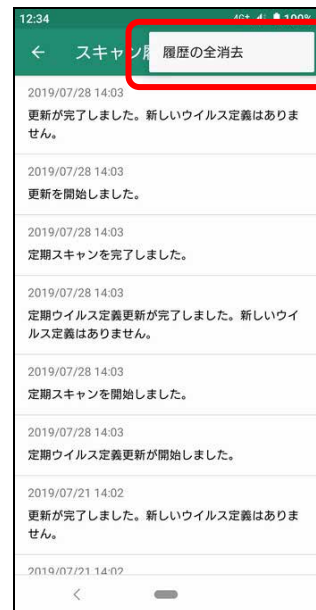 12:34
100%
スキャン
履歴の全消去
2019/07/28 14:03
更新が完了しました。新しいウイルス定義はありま
せん。
2019/07/28 14:03
更新を開始しました。
2019/07/28 14:03
定期スキャンを完了しました。
2019/07/28 14:03
定期ウイルス定義更新が完了しました。新しいウイ
ルス定義はありません。
2019/07/28 14:03
定期スキャンを開始しました。
2019/07/28 14:03
定期ウイルス定義更新が開始しました。
2019/07/21 14:02
更新が完了しました。新しいウイルス定義はありま
せん。
2019/07/21 14:02